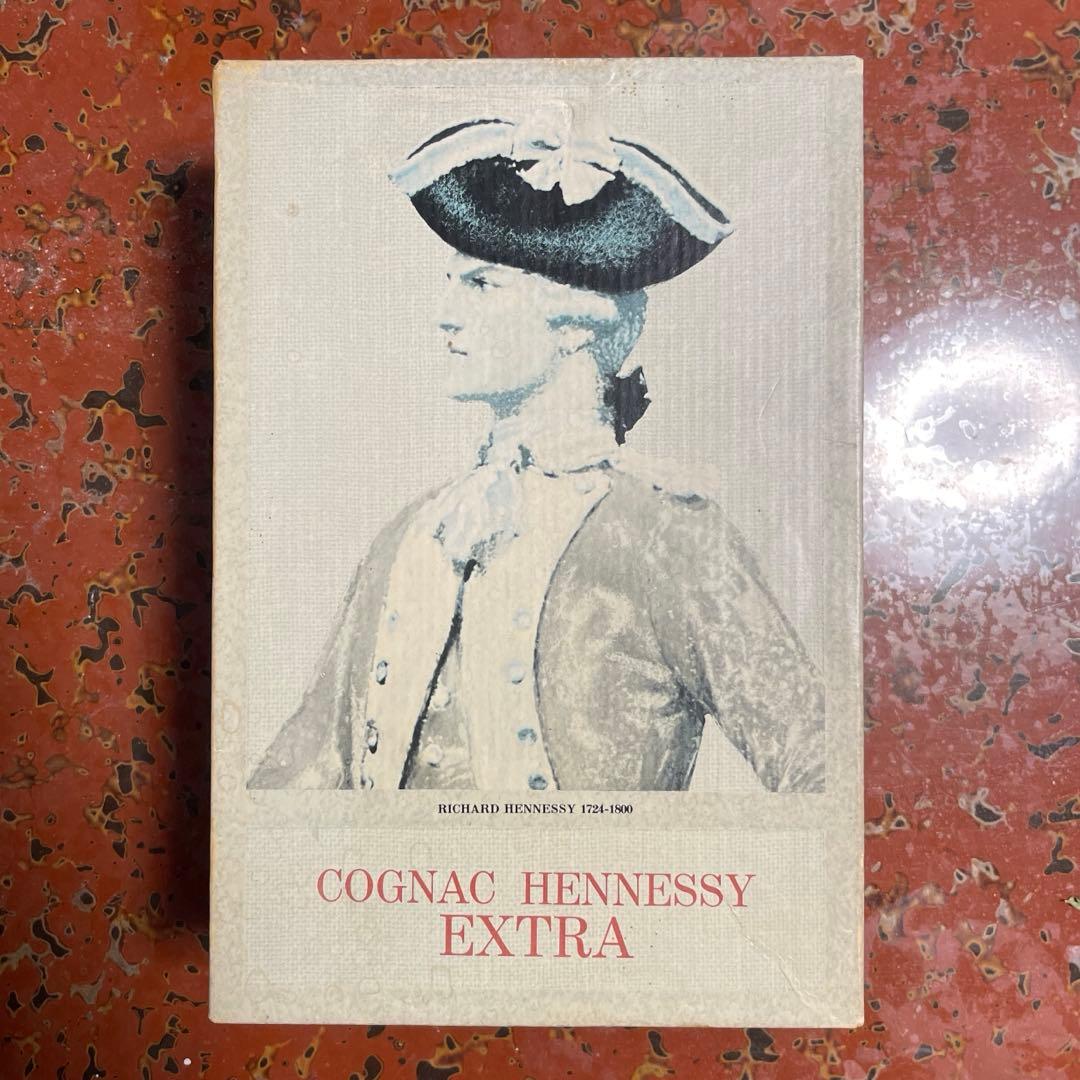 RICHARD HENNESSY 1724-1800
COGNAC HENNESSY
EXTRA